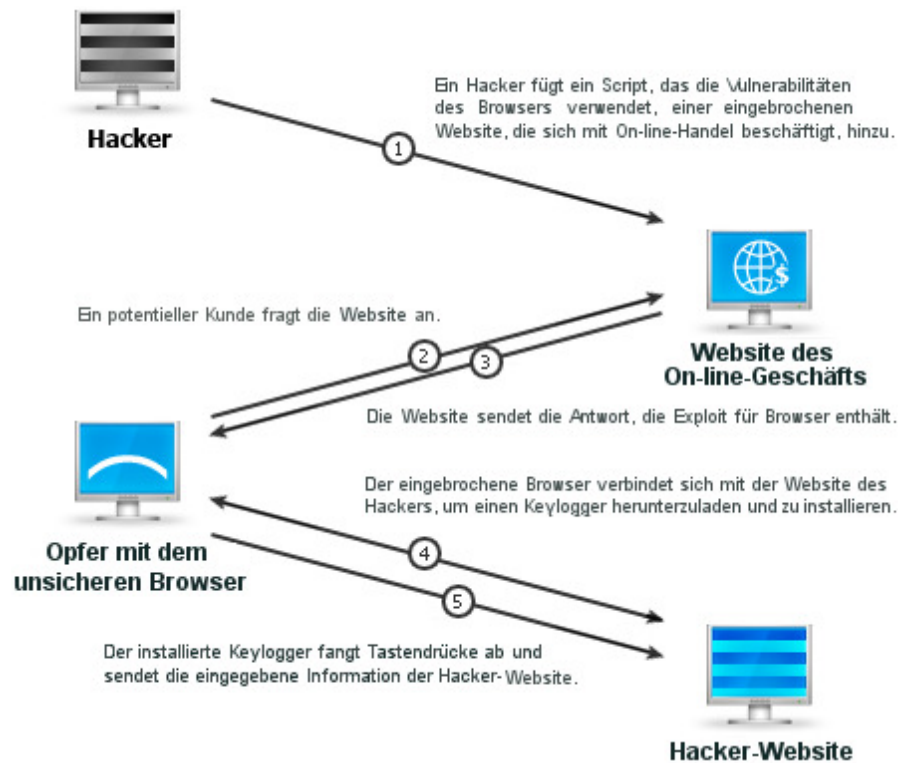 Ein Hacker fügt ein Script, das die Vulnerabilitäten
des Browsers verwendet, einer eingebrochenen
Website, die sich mit On-line-Handel beschäftigt, hinzu.
Hacker
1
$
Ein potentieller Kunde fragt die Website an.
2
3
Website des
On-line-Geschäfts
Die Website sendet die Antwort, die Exploit für Browser enthält.
Der eingebrochene Browser verbindet sich mit der Website des
Hackers, um einen Keylogger herunterzuladen und zu installieren.
Opfer mit dem
unsicheren Browser
4
5
Der installierte Keylogger fangt Tastendrücke ab und
sendet die eingegebene Information der Hacker-Website.
Hacker-Website